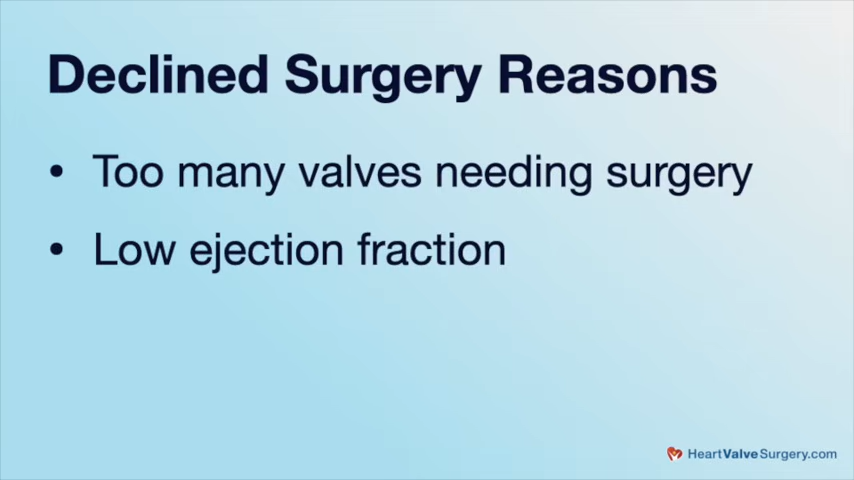 Declined Surgery Reasons
• Too many valves needing surgery
• Low ejection fraction
HeartValveSurgery.com